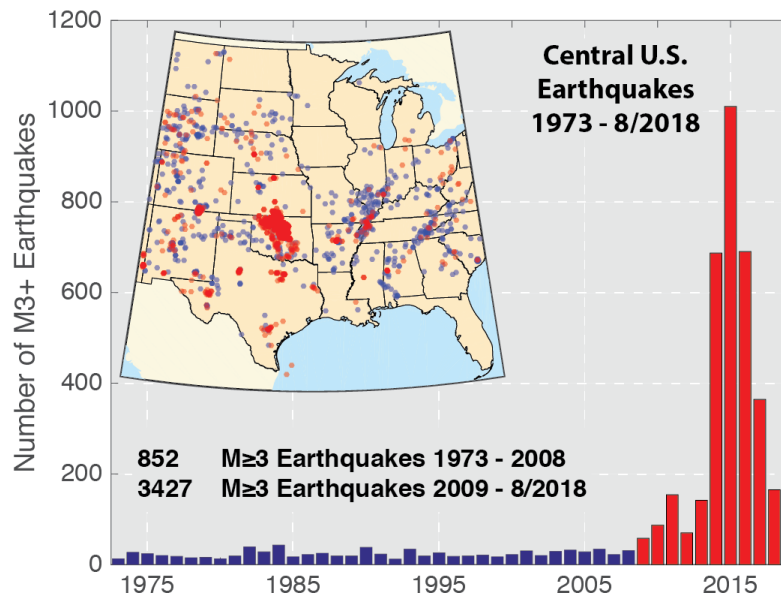 Central U.S.
Earthquakes
1973 - 8/2018
Number of M3+ Earthquakes
1200
1000
800
600
400
200
0
852 M≥3 Earthquakes 1973 - 2008
3427 M≥3 Earthquakes 2009 - 8/2018
1975 1985 1995 2005 2015